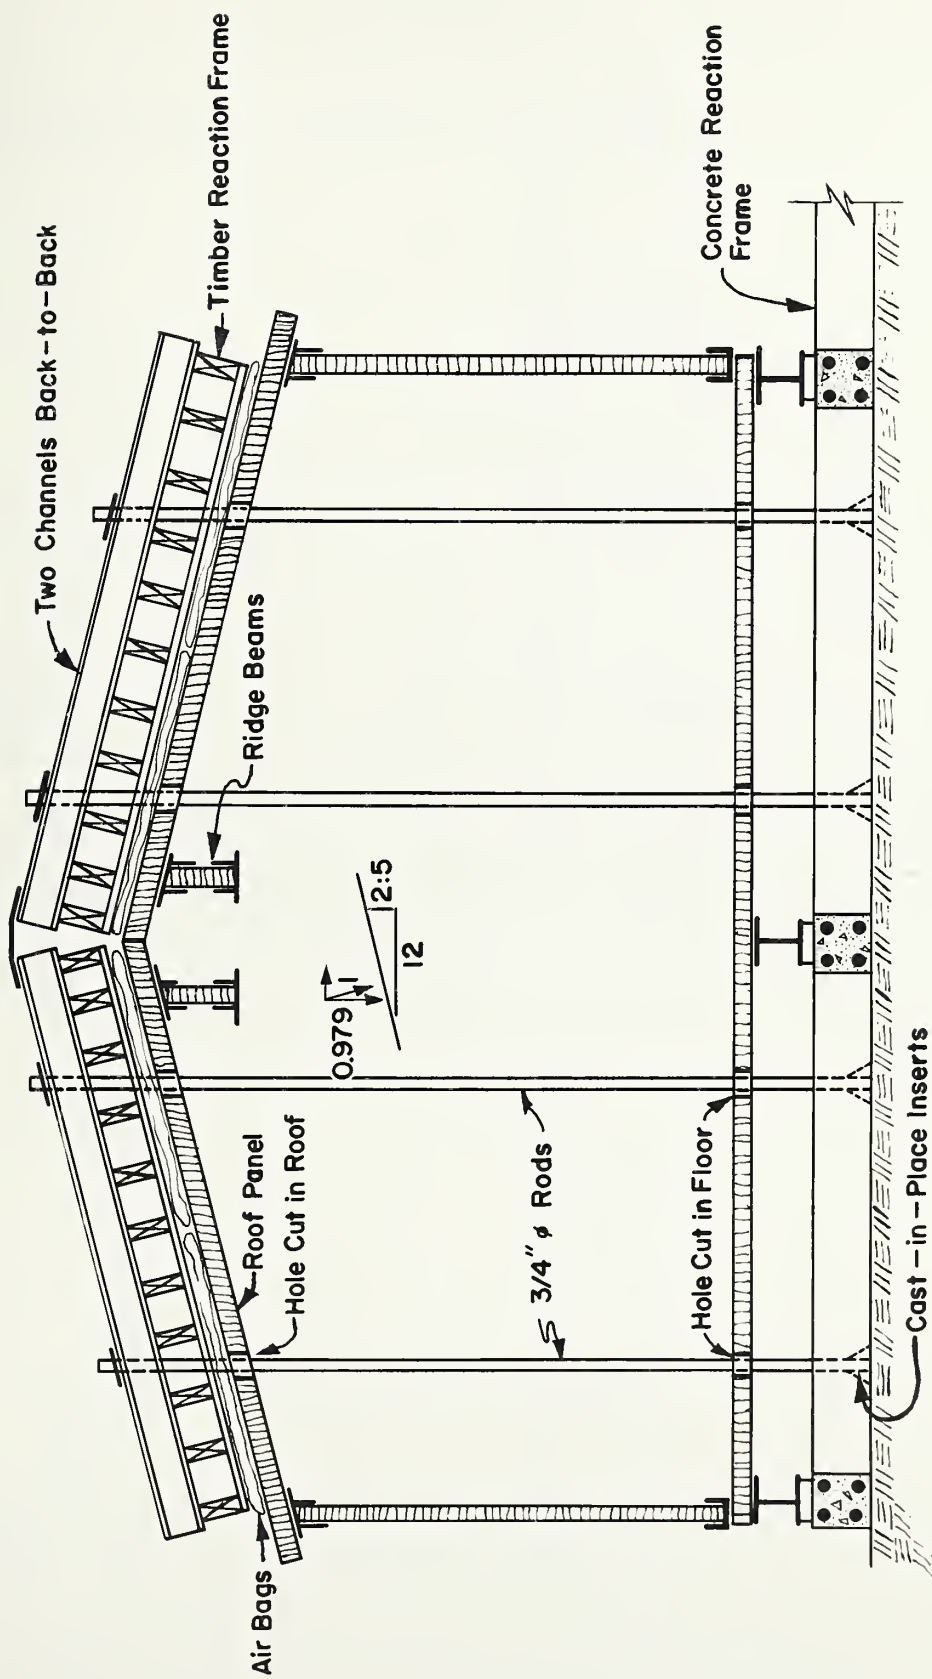 Two Channels Back-to-Back
Timber Reaction Frame
Ridge Beams
0.979
1
12:5
12
Air Bags
Roof Panel
Hole Cut in Roof
3/4" φ Rods
Hole Cut in Floor
Concrete Reaction
Frame
Cast-in-Place Inserts